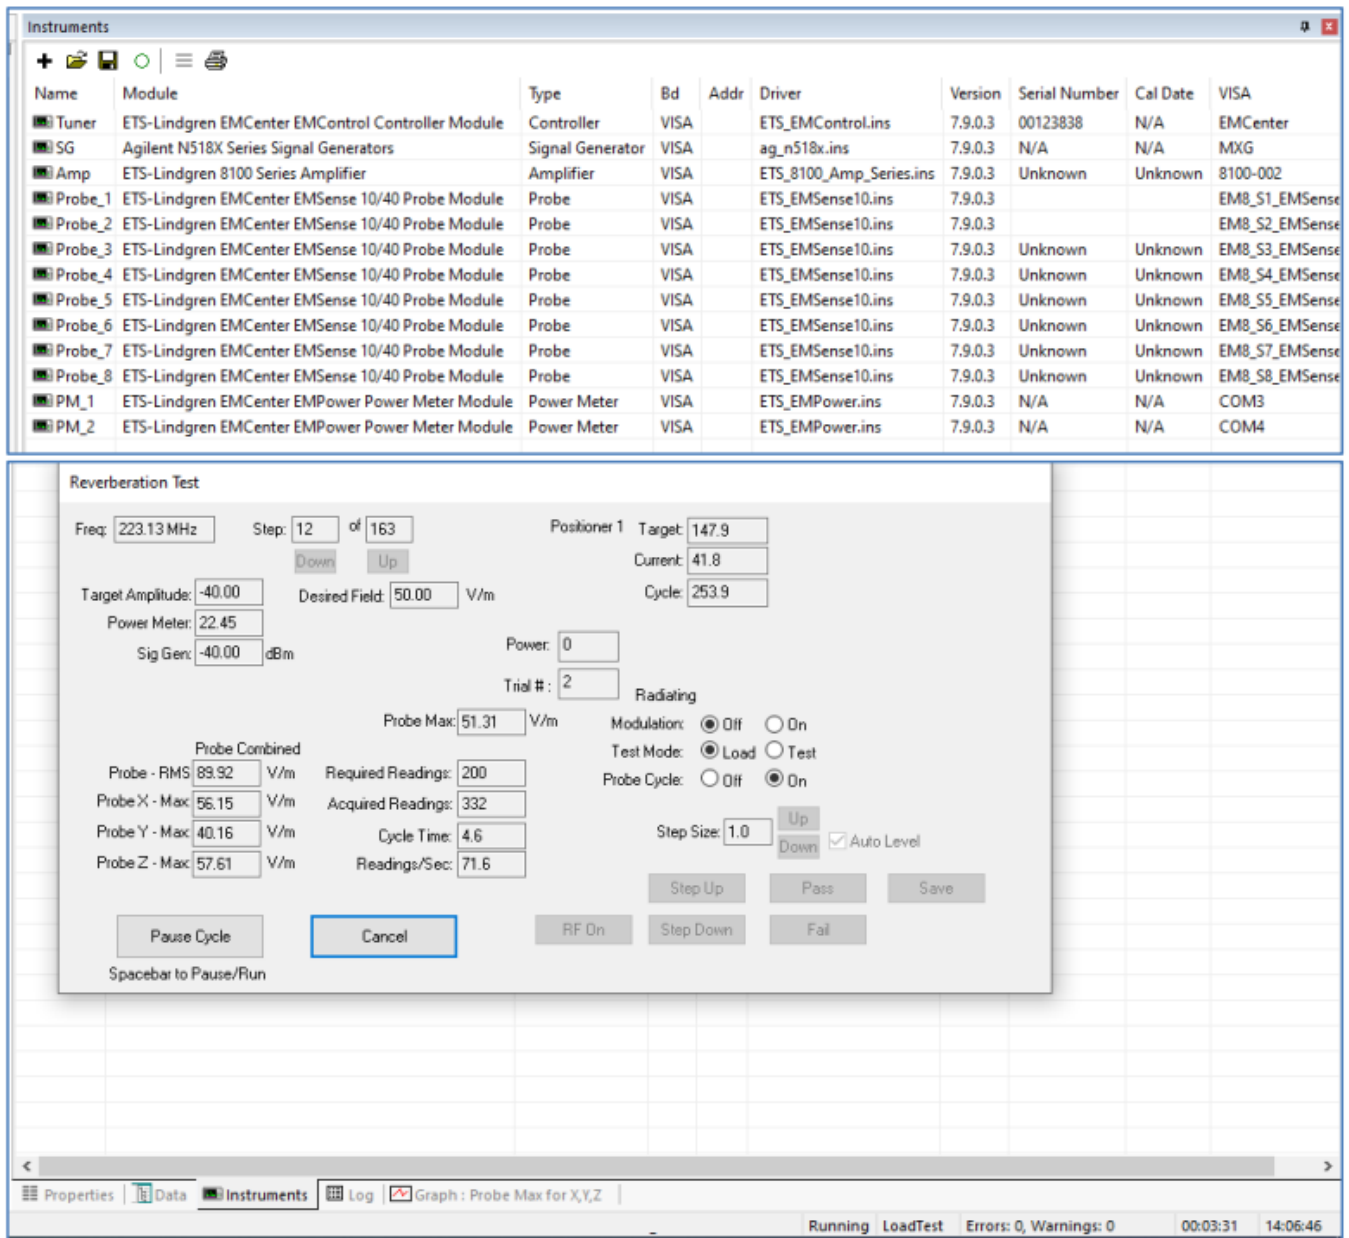 Instruments
Name Module Type Bd Addr Driver Version Serial Number Cal Date VISA
Tuner ETS-Lindgren EMCenter EMControl Controller Module Controller VISA ETS_EMControl.ins 7.9.0.3 00123838 N/A EMCenter
SG Agilent N518X Series Signal Generators Signal Generator VISA ag_n518x.ins 7.9.0.3 N/A N/A MXG
Amp ETS-Lindgren 8100 Series Amplifier Amplifier VISA ETS_8100_Amp_Series.ins 7.9.0.3 Unknown Unknown 8100-002
Probe_1 ETS-Lindgren EMCenter EMSense 10/40 Probe Module Probe VISA ETS_EMSense10.ins 7.9.0.3 EM8_S1_EMSense
Probe_2 ETS-Lindgren EMCenter EMSense 10/40 Probe Module Probe VISA ETS_EMSense10.ins 7.9.0.3 EM8_S2_EMSense
Probe_3 ETS-Lindgren EMCenter EMSense 10/40 Probe Module Probe VISA ETS_EMSense10.ins 7.9.0.3 Unknown Unknown EM8_S3_EMSense
Probe_4 ETS-Lindgren EMCenter EMSense 10/40 Probe Module Probe VISA ETS_EMSense10.ins 7.9.0.3 Unknown Unknown EM8_S4_EMSense
Probe_5 ETS-Lindgren EMCenter EMSense 10/40 Probe Module Probe VISA ETS_EMSense10.ins 7.9.0.3 Unknown Unknown EM8_S5_EMSense
Probe_6 ETS-Lindgren EMCenter EMSense 10/40 Probe Module Probe VISA ETS_EMSense10.ins 7.9.0.3 Unknown Unknown EM8_S6_EMSense
Probe_7 ETS-Lindgren EMCenter EMSense 10/40 Probe Module Probe VISA ETS_EMSense10.ins 7.9.0.3 Unknown Unknown EM8_S7_EMSense
Probe_8 ETS-Lindgren EMCenter EMSense 10/40 Probe Module Probe VISA ETS_EMSense10.ins 7.9.0.3 Unknown Unknown EM8_S8_EMSense
PM_1 ETS-Lindgren EMCenter EMPower Power Meter Module Power Meter VISA ETS_EMPower.ins 7.9.0.3 N/A N/A COM3
PM_2 ETS-Lindgren EMCenter EMPower Power Meter Module Power Meter VISA ETS_EMPower.ins 7.9.0.3 N/A N/A COM4
Reverberation Test
Freq: 223.13 MHz Step: 12 of 163 Positioner 1 Target: 147.9
Down Up Current: 41.8
Target Amplitude: -40.00 Desired Field: 50.00 V/m Cycle: 253.9
Power Meter: 22.45
Sig Gen: -40.00 dBm Power: 0
Trial # : 2
Radiating
Probe Max: 51.31 V/m Modulation: Off On
Probe Combined Test Mode: Load Test
Probe - RMS 89.92 V/m Required Readings: 200 Probe Cycle: Off On
Probe X - Max: 56.15 V/m Acquired Readings: 332
Probe Y - Max: 40.16 V/m Cycle Time: 4.6 Step Size: 1.0 Up
Down Auto Level
Probe Z - Max: 57.61 V/m Readings/Sec: 71.6
Step Up Pass Save
Pause Cycle Cancel RF On Step Down Fail
Spacebar to Pause/Run
Properties Data Instruments Log Graph : Probe Max for X,Y,Z
Running LoadTest Errors: 0, Warnings: 0 00:03:31 14:06:46